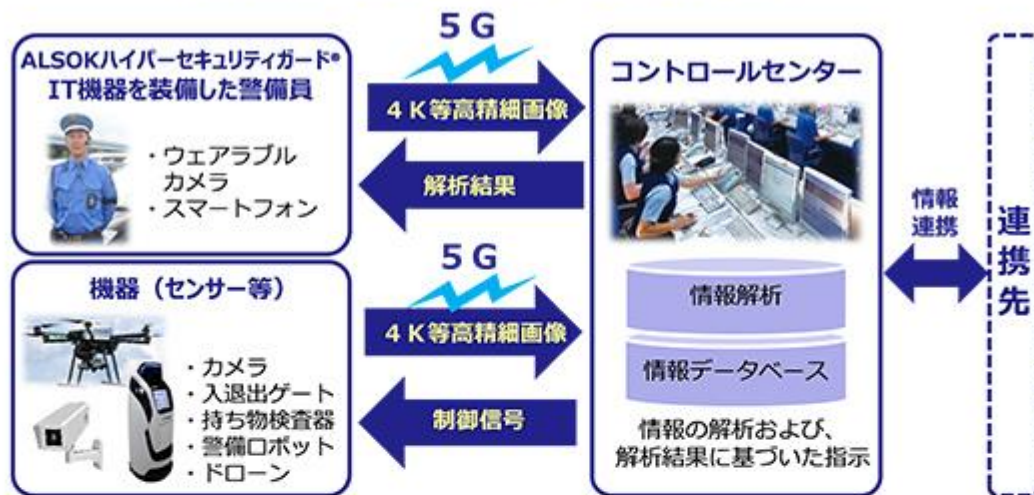 ALSOKハイパーセキュリティガード®
IT機器を装備した警備員
・ウェアラブル
カメラ
・スマートフォン
5G
4K等高精細画像
解析結果
機器(センサー等)
・カメラ
・入退出ゲート
・持ち物検査器
・警備ロボット
・ドローン
5G
4K等高精細画像
制御信号
コントロールセンター
情報解析
情報データベース
情報の解析および、
解析結果に基づいた指示
情報
連携
連携先